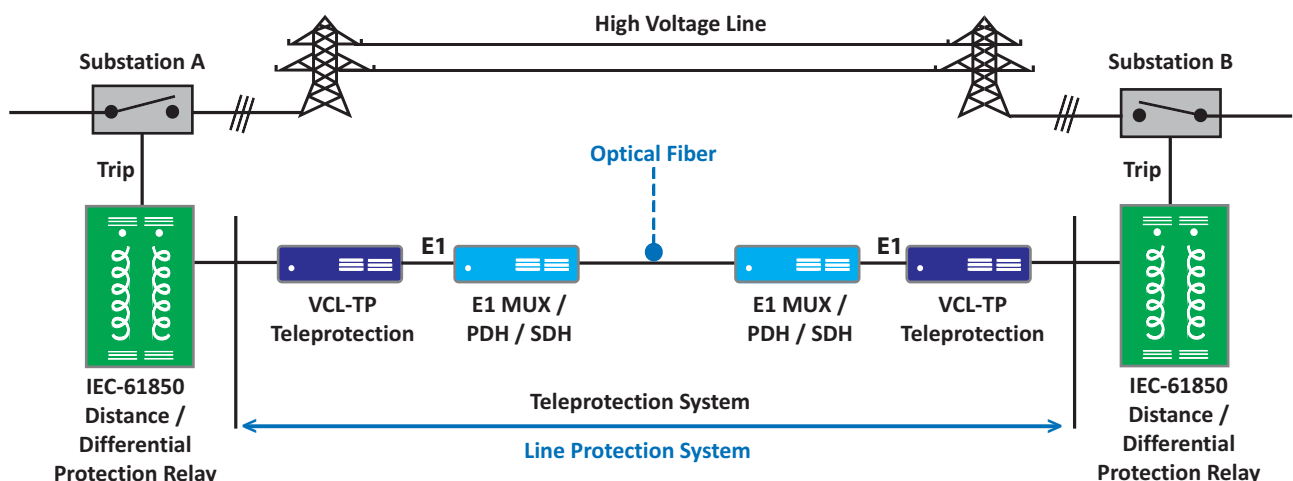 High Voltage Line
Substation A
Substation B
Optical Fiber
Trip
Trip
E1
E1
VCL-TP
Teleprotection
E1 MUX /
PDH / SDH
E1 MUX /
PDH / SDH
VCL-TP
Teleprotection
IEC-61850
Distance /
Differential
Protection Relay
Teleprotection System
Line Protection System
IEC-61850
Distance /
Differential
Protection Relay